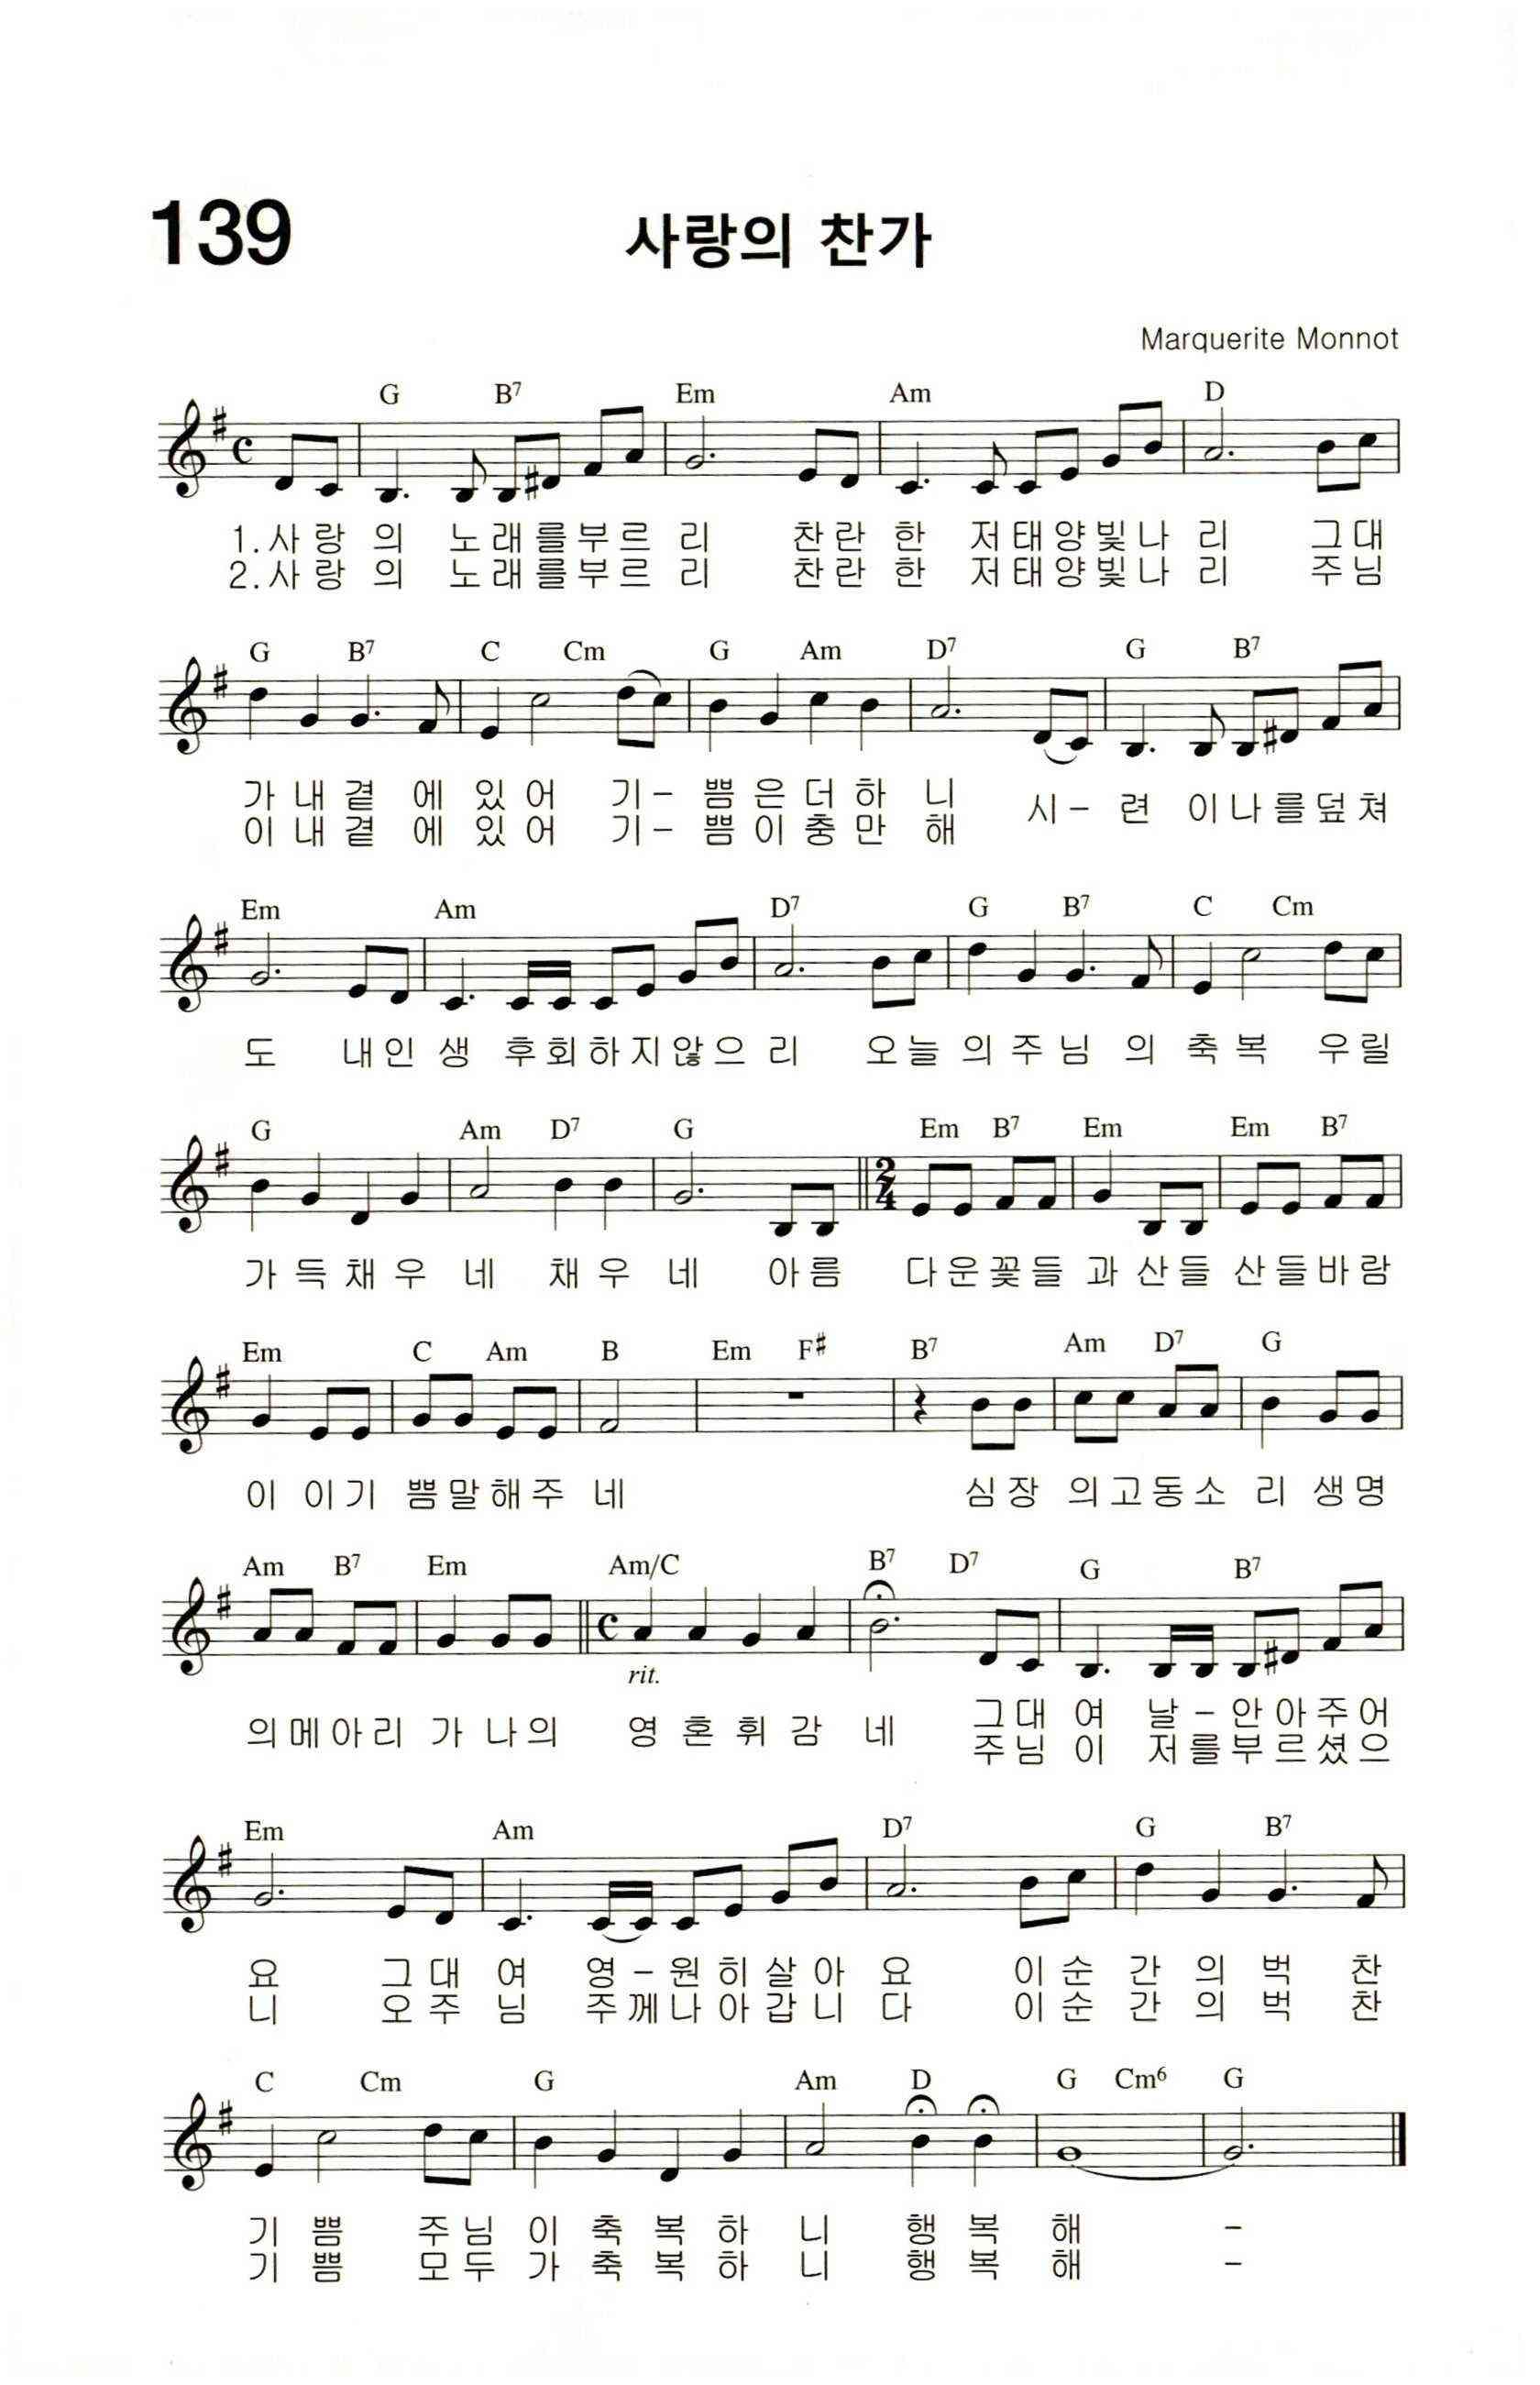 139
사랑의 찬가
Marquerite Monnot
G B7 Em Am D
1.사랑의 노래를부르리 찬란한 저태양빛나리 그대
2.사랑의 노래를부르리 찬란한 저태양빛나리 주님
G B7 C Cm G Am D7 G B7
가내곁에있어 기-쁨은더하니
시-련 이나를덮쳐
이내곁에있어 기-쁨이충만해
Em Am D7 G B7 C Cm
도 내인생 후회하지않으리 오늘의주님의축복 우릴
G Am D7 G Em B7 Em Em B7
가득채우네 채우네 아름 다운꽃들과산들 산들바람
Em C Am B Em F# B7 Am D7 G
이 이기 쁨말해주네 심장 의고동소리 생명
Am B7 Em Am/C B7 D7 G B7
rit.
의메아리가 나의 영혼휘감네
그대여 날-안아주어
주님이 저를부르셨으
Em Am D7 G B7
요 그대여 영-원히살아요 이순간의벅찬
니 오주님 주께나아갑니다 이순간의벅찬
C Cm G Am D G Cm6 G
기쁨 주님이축복하니 행복해 -
기쁨 모두가축복하니 행복해 -